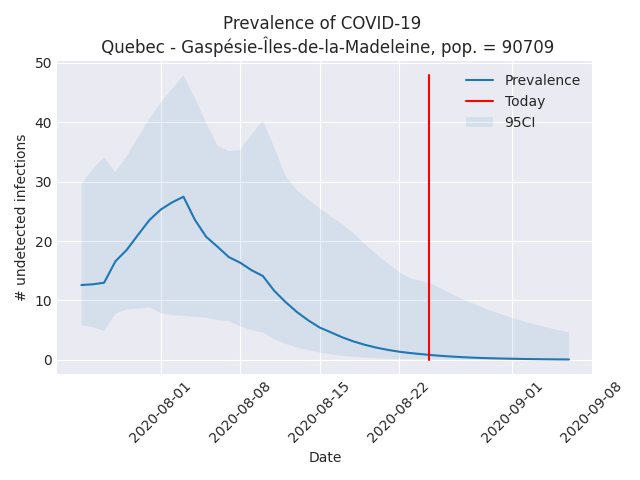 Prevalence of COVID-19
Quebec - Gaspésie-Îles-de-la-Madeleine, pop. = 90709
50
40
30
20
10
0
# undetected infections
Prevalence
Today
95CI
2020-08-01
2020-08-08
2020-08-15
2020-08-22
2020-09-01
2020-09-08
Date